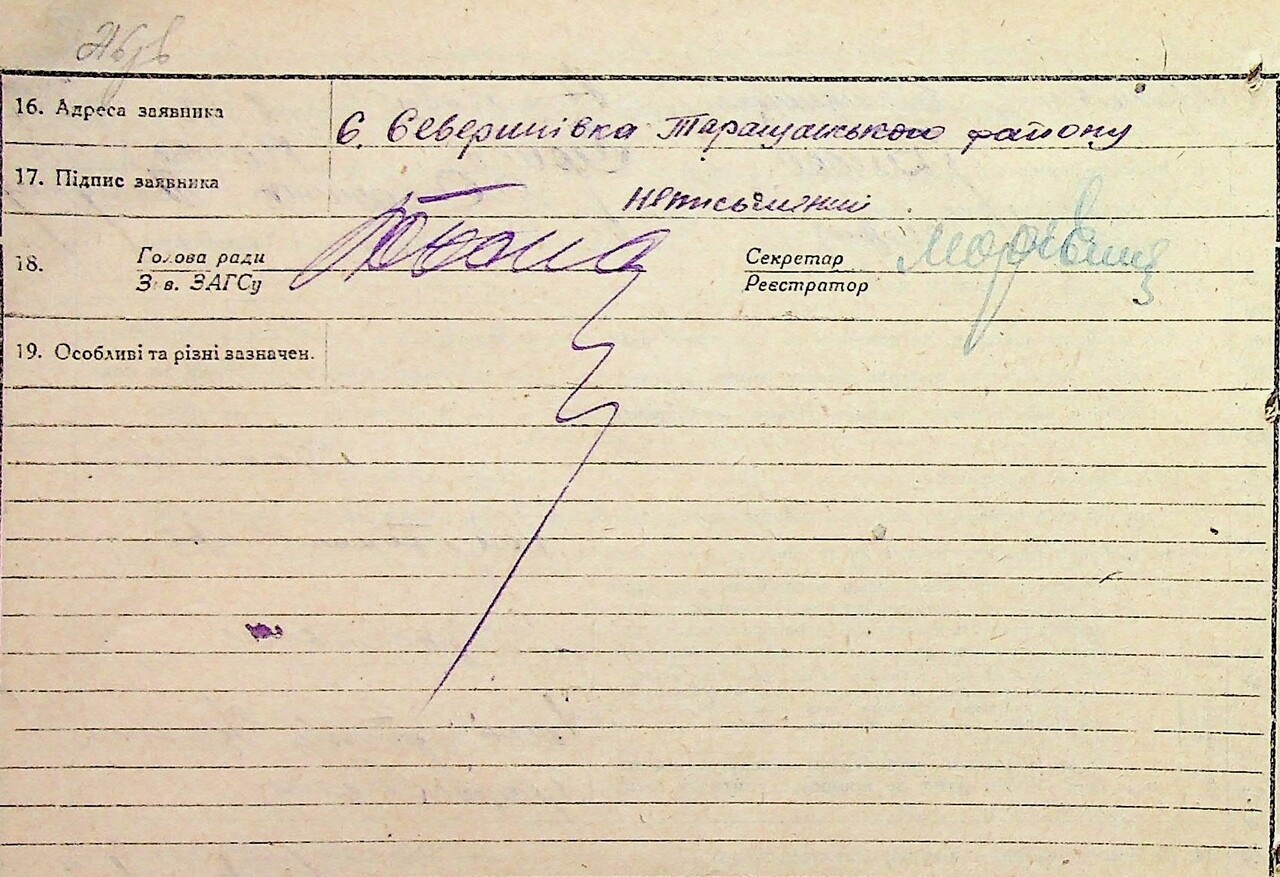 16. Адреса заявника
с. Северинівка Таращанського району
17. Підпис заявника
неписьменний
18.
Голова ради
Зав. ЗАГСу
Секретар
Реєстратор
19. Особливі та різні зазначен.